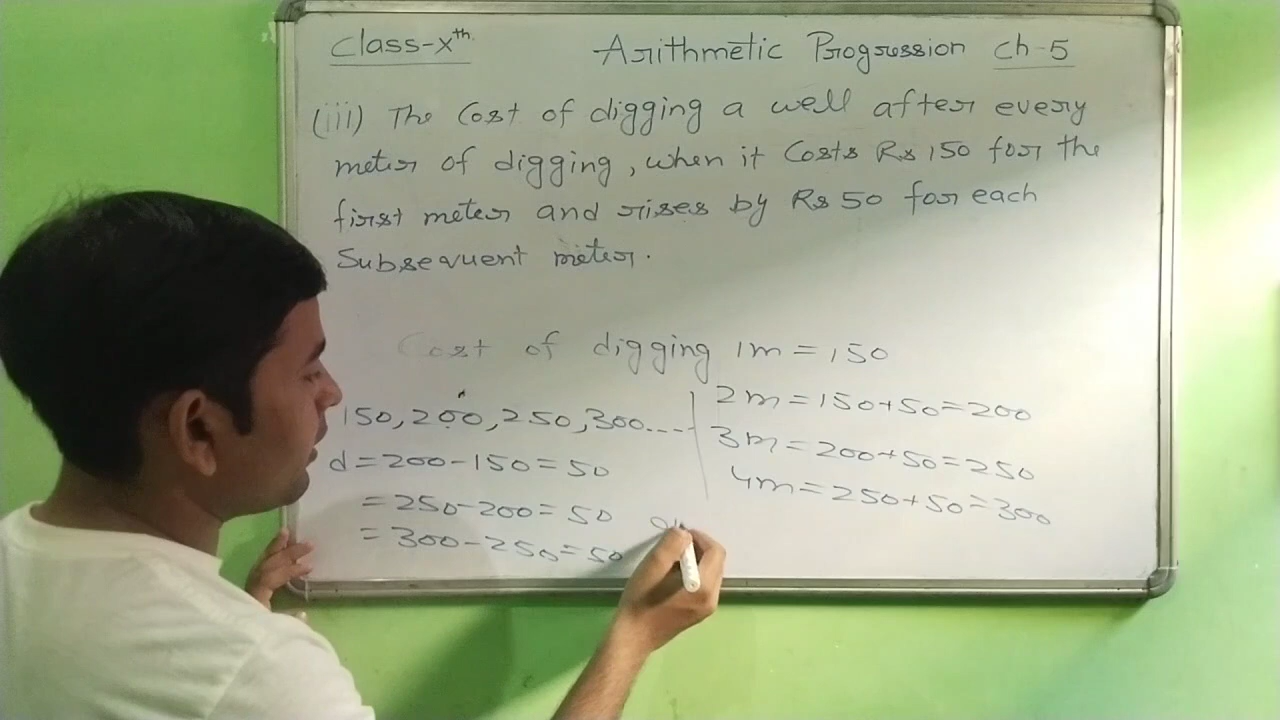 Class-Xth
Arithmetic Progression Ch-5
(iii) The Cost of digging a well after every
meter of digging, when it Costs Rs 150 for the
first meter and rises by Rs 50 for each
Subsequent meter.
Cost of digging 1m = 150
150, 200, 250, 300....
d = 200 - 150 = 50
= 250 - 200 = 50
= 300 - 250 = 50
2m = 150 + 50 = 200
3m = 200 + 50 = 250
4m = 250 + 50 = 300